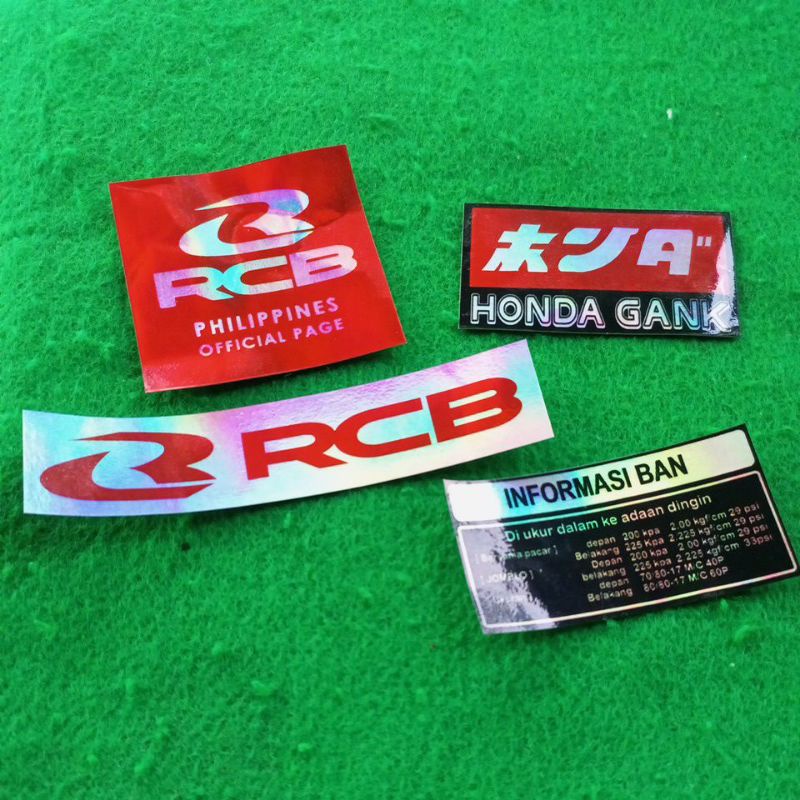 RCB
PHILIPPINES
OFFICIAL PAGE
ホンダ
HONDA GANK
RCB
INFORMASI BAN
Di ukur dalam ke adaan dingin
depan 200 kpa 2.00 kgf/cm 29 psi
pacar] Belakang 225 Kpa 2.225 kgf/cm 29 psi
Depan 200 kpa 2.00 kgf/cm 33psi
[JOMBLO] belakang 225 kpa 2.225 kgf/cm
depan 70/80-17 M/C 40P
Belakang 80/80-17 M/C 60P